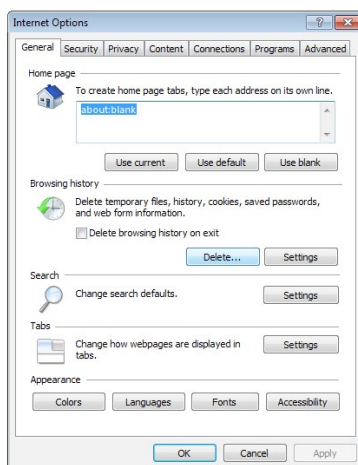 Internet Options
General Security Privacy Content Connections Programs Advanced
Home page
To create home page tabs, type each address on its own line.
about:blank
Use current Use default Use blank
Browsing history
Delete temporary files, history, cookies, saved passwords,
and web form information.
Delete browsing history on exit
Delete... Settings
Search
Change search defaults. Settings
Tabs
Change how webpages are displayed in
tabs.
Settings
Appearance
Colors Languages Fonts Accessibility
OK Cancel Apply